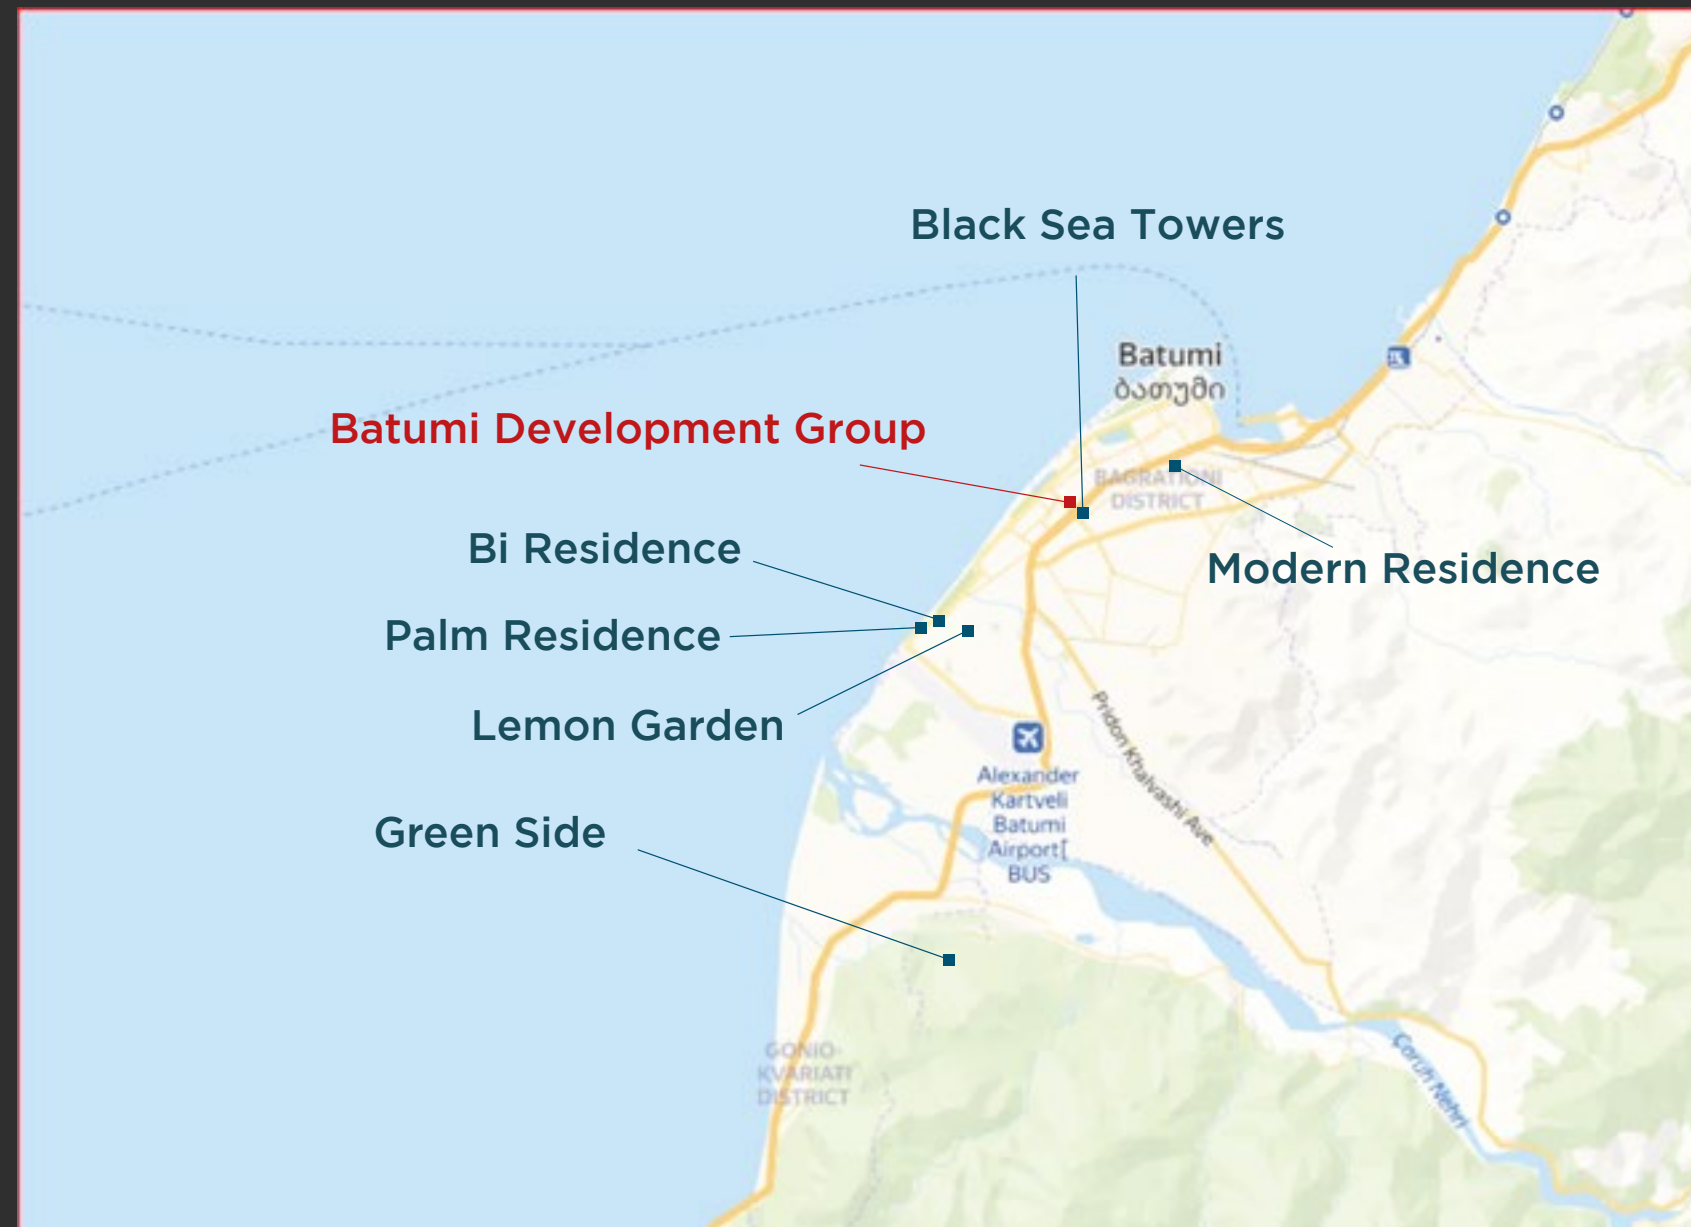 Black Sea Towers
Batumi
ბათუმი
Batumi Development Group
BAGRATIONI
DISTRICT
Bi Residence
Modern Residence
Palm Residence
Lemon Garden
Pridon Khalvashi Ave
Alexander
Kartveli
Batumi
Airport[
BUS
Green Side
GONIO-
KVARIATI
DISTRICT
Çoruh Nehri